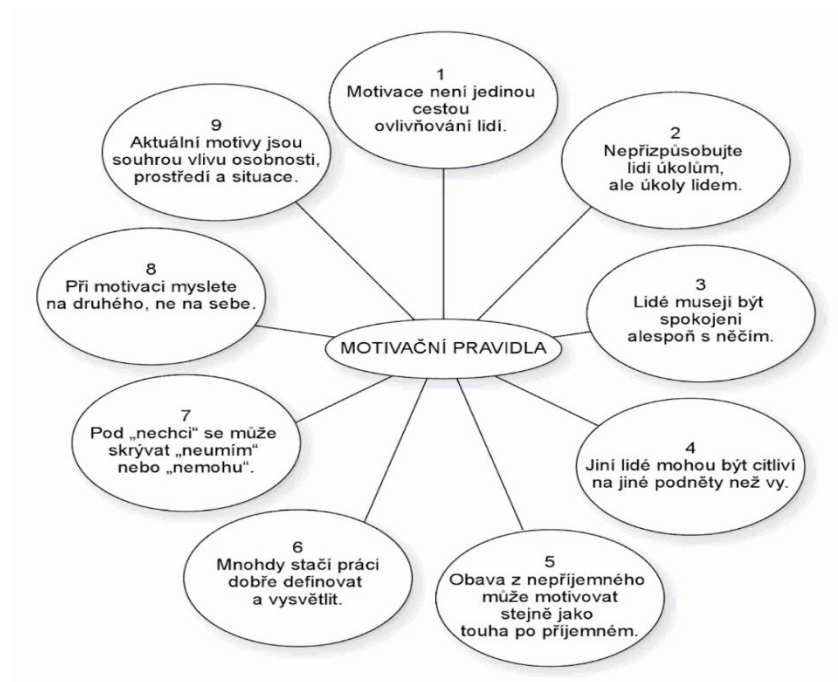 1
Motivace není jedinou
cestou
ovlivňování lidí.
2
Nepřizpůsobujte
lidi úkolům,
ale úkoly lidem.
3
Lidé musejí být
spokojeni
alespoň s něčím.
4
Jiní lidé mohou být citliví
na jiné podněty než vy.
5
Obava z nepříjemného
může motivovat
stejně jako
touha po příjemném.
6
Mnohdy stačí práci
dobře definovat
a vysvětlit.
7
Pod „nechci“ se může
skrývat „neumím“
nebo „nemohu“.
8
Při motivaci myslete
na druhého, ne na sebe.
9
Aktuální motivy jsou
souhrou vlivu osobnosti,
prostředí a situace.
MOTIVAČNÍ PRAVIDLA